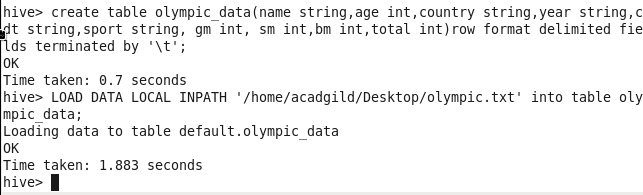 hive> create table olympic_data(name string,age int,country string,year string,c
dt string,sport string, gm int, sm int,bm int,total int)row format delimited fie
lds terminated by '\t';
OK
Time taken: 0.7 seconds
hive> LOAD DATA LOCAL INPATH '/home/acadgild/Desktop/olympic.txt' into table oly
mpic_data;
Loading data to table default.olympic_data
OK
Time taken: 1.883 seconds
hive>